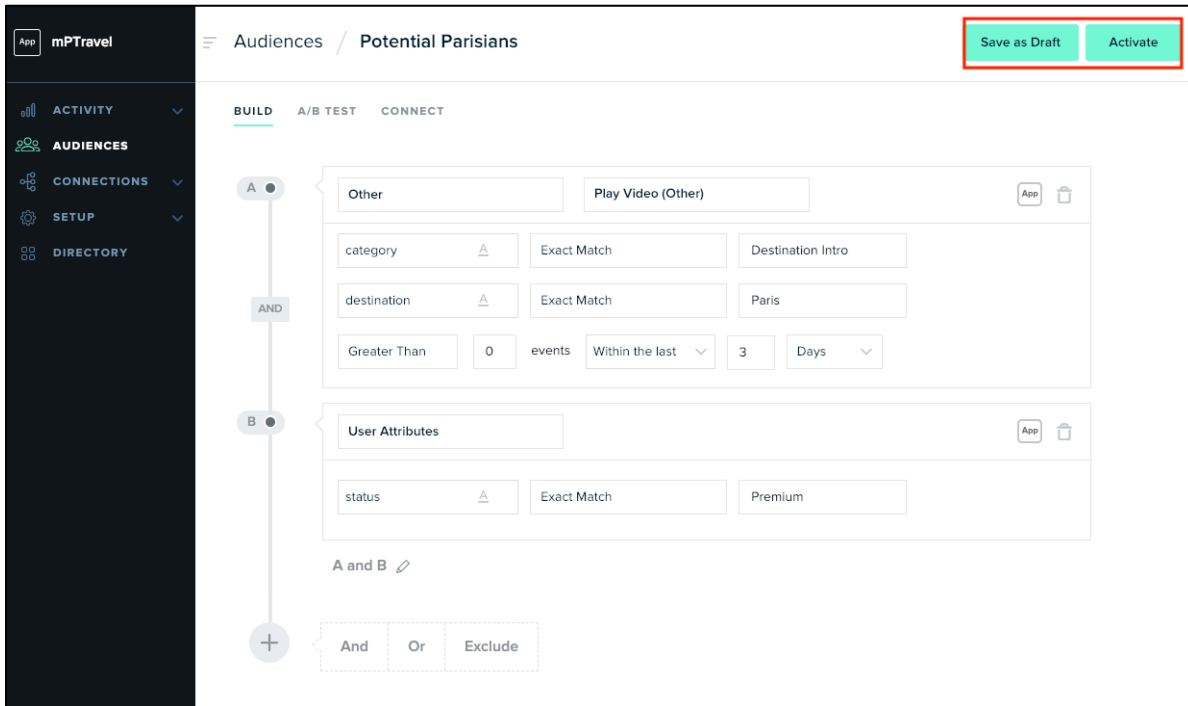 App mPTravel
ACTIVITY
AUDIENCES
CONNECTIONS
SETUP
DIRECTORY
Audiences / Potential Parisians
Save as Draft Activate
BUILD A/B TEST CONNECT
A
Other Play Video (Other) App
category A Exact Match Destination Intro
destination A Exact Match Paris
AND
Greater Than 0 events Within the last 3 Days
B
User Attributes App
status A Exact Match Premium
A and B
+ And Or Exclude